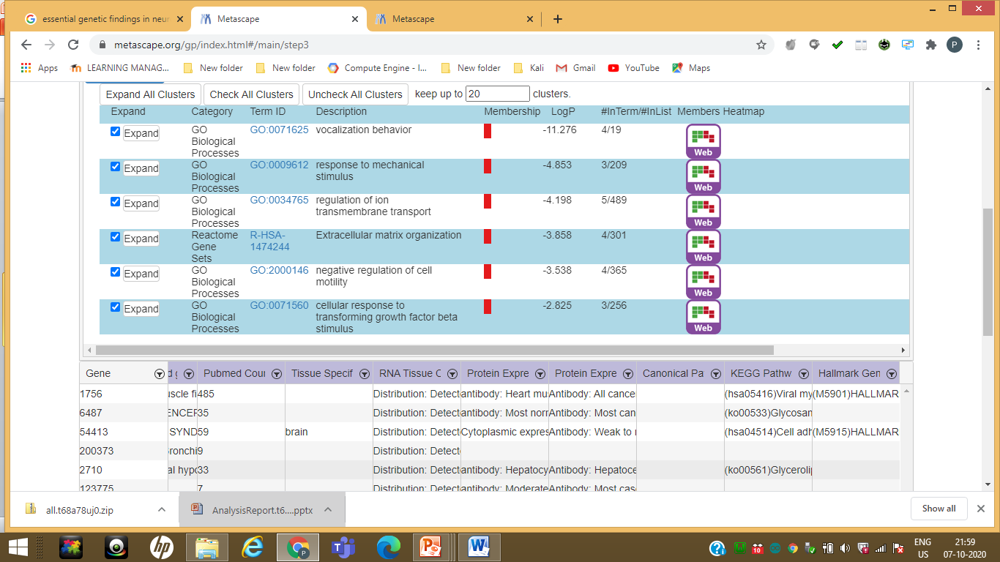 essential genetic findings in neur
Metascape
Metascape
metascape.org/gp/index.html#/main/step3
P
Apps
LEARNING MANAG...
New folder
New folder
Compute Engine - I...
New folder
Kali
Gmail
YouTube
Maps
Expand All Clusters
Check All Clusters
Uncheck All Clusters
keep up to 20 clusters.
Expand Category Term ID Description Membership LogP #InTerm/#InList Members Heatmap
Expand GO Biological Processes GO:0071625 vocalization behavior -11.276 4/19 Web
Expand GO Biological Processes GO:0009612 response to mechanical stimulus -4.853 3/209 Web
Expand GO Biological Processes GO:0034765 regulation of ion transmembrane transport -4.198 5/489 Web
Expand Reactome Gene Sets R-HSA-1474244 Extracellular matrix organization -3.858 4/301 Web
Expand GO Biological Processes GO:2000146 negative regulation of cell motility -3.538 4/365 Web
Expand GO Biological Processes GO:0071560 cellular response to transforming growth factor beta stimulus -2.825 3/256 Web
Gene Pubmed Cour Tissue Specif RNA Tissue C Protein Expre Protein Expre Canonical Pa KEGG Pathw Hallmark Gen
1756 uscle fi 485 Distribution: Detect antibody: Heart mu Antibody: All cance (hsa05416)Viral my (M5901)HALLMAR
6487 ENCEF 35 Distribution: Detect antibody: Most norr Antibody: Most can (ko00533)Glycosan
54413 SYND 59 brain Distribution: Detect Cytoplasmic expres Antibody: Weak to r (hsa04514)Cell adh (M5915)HALLMAR
200373 ronchi 9 Distribution: Detect
2710 al hypo 33 Distribution: Detect antibody: Hepatocy Antibody: Hepatoce (ko00561)Glycerolip
123775 7 Distribution: Detect antibody: Moderate Antibody: Most cas
all.t68a78uj0.zip
AnalysisReport.t6....pptx
Show all
hp
P
10
ENG
US
21:59
07-10-2020